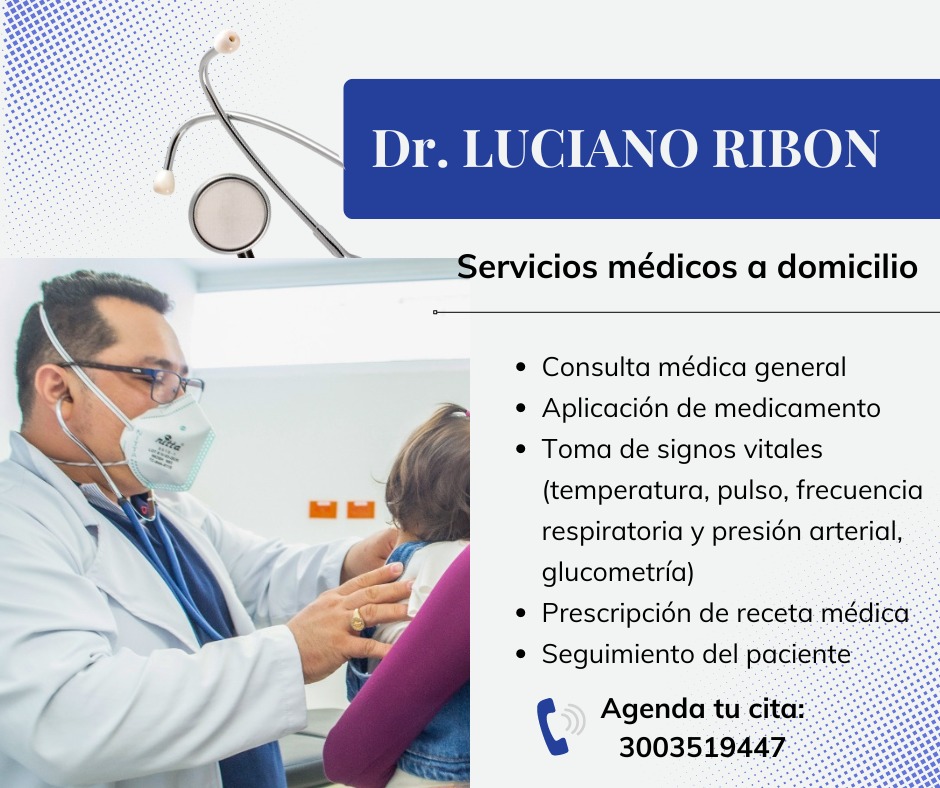 Dr. LUCIANO RIBON
Servicios médicos a domicilio
Consulta médica general
Aplicación de medicamento
Toma de signos vitales
(temperatura, pulso, frecuencia
respiratoria y presión arterial,
glucometría)
Prescripción de receta médica
Seguimiento del paciente
Agenda tu cita:
3003519447